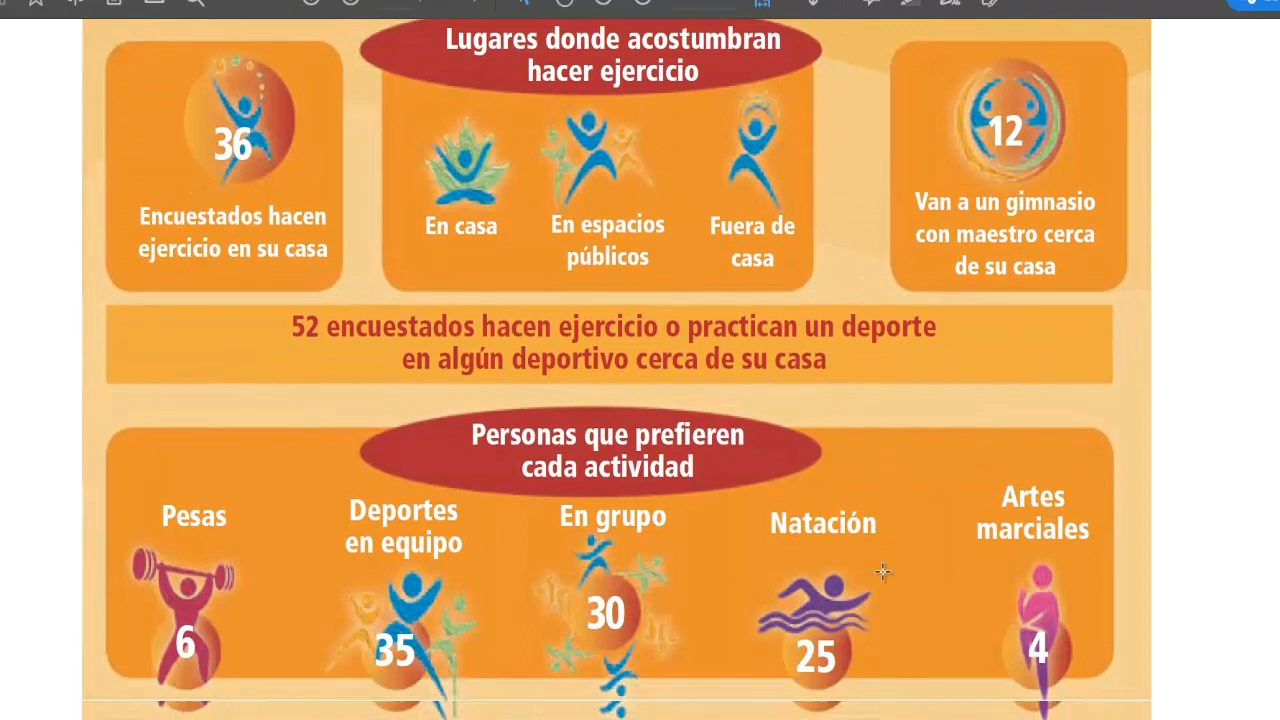 Lugares donde acostumbran
hacer ejercicio
36
Encuestados hacen
ejercicio en su casa
En casa
En espacios
públicos
Fuera de
casa
12
Van a un gimnasio
con maestro cerca
de su casa
52 encuestados hacen ejercicio o practican un deporte
en algún deportivo cerca de su casa
Personas que prefieren
cada actividad
Pesas
6
Deportes
en equipo
35
En grupo
30
Natación
25
Artes
marciales
4